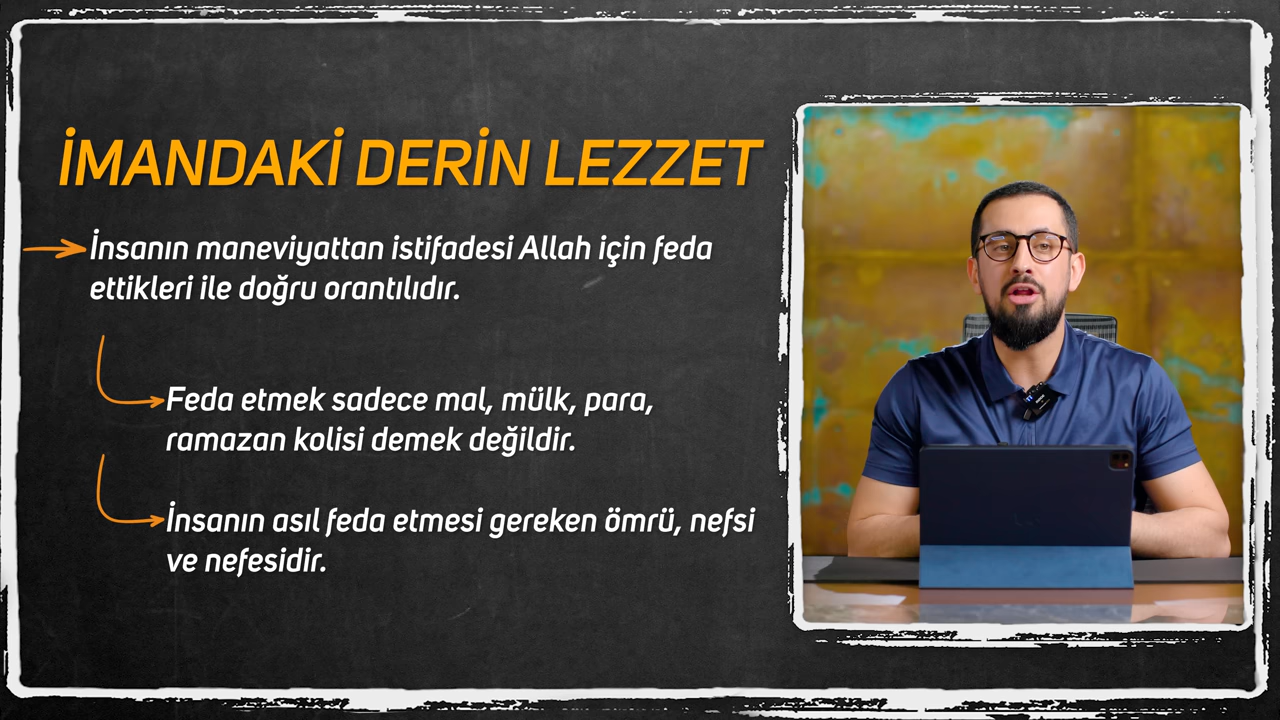 İMANDAKİ DERİN LEZZET
İnsanın maneviyattan istifadesi Allah için feda
ettikleri ile doğru orantılıdır.
Feda etmek sadece mal, mülk, para,
ramazan kolisi demek değildir.
İnsanın asıl feda etmesi gereken ömrü, nefsi
ve nefesidir.